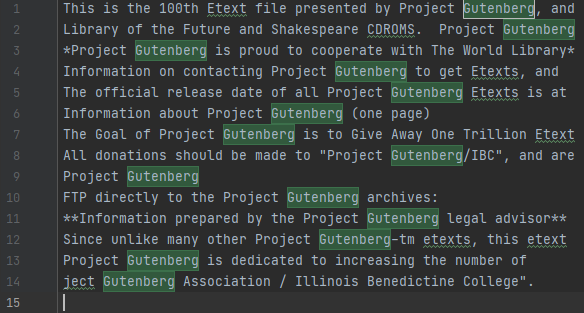 1 This is the 100th Etext file presented by Project Gutenberg, and
2 Library of the Future and Shakespeare CDROMS.  Project Gutenberg
3 *Project Gutenberg is proud to cooperate with The World Library*
4 Information on contacting Project Gutenberg to get Etexts, and
5 The official release date of all Project Gutenberg Etexts is at
6 Information about Project Gutenberg (one page)
7 The Goal of Project Gutenberg is to Give Away One Trillion Etext
8 All donations should be made to "Project Gutenberg/IBC", and are
9 Project Gutenberg
10 FTP directly to the Project Gutenberg archives:
11 **Information prepared by the Project Gutenberg legal advisor**
12 Since unlike many other Project Gutenberg-tm etexts, this etext
13 Project Gutenberg is dedicated to increasing the number of
14 ject Gutenberg Association / Illinois Benedictine College".
15